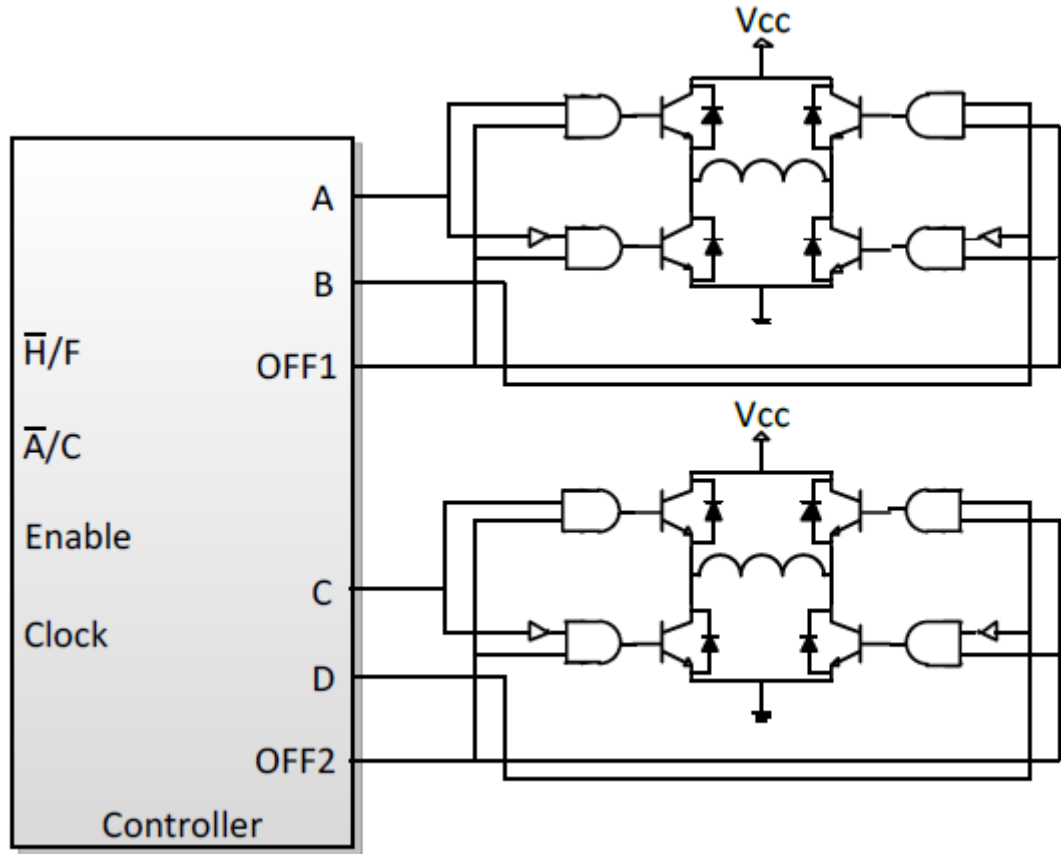 Vcc
A
B
H̅/F
OFF1
Vcc
A̅/C
Enable
C
Clock
D
OFF2
Controller